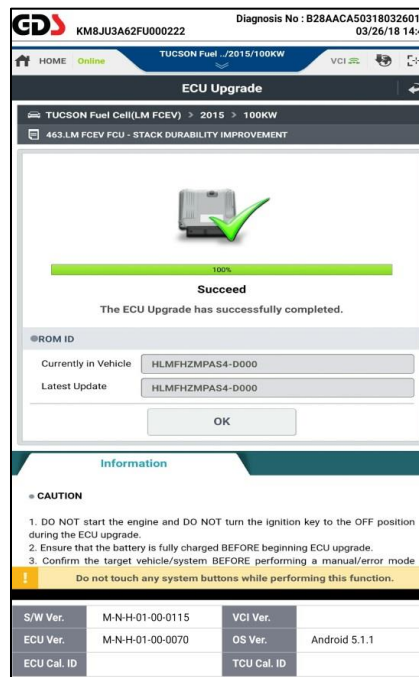 GDS
KM8JU3A62FU000222
Diagnosis No : B28AACA50318032601
03/26/18 14:
HOME Online
TUCSON Fuel ../2015/100KW
VCI
ECU Upgrade
TUCSON Fuel Cell(LM FCEV) > 2015 > 100KW
463.LM FCEV FCU - STACK DURABILITY IMPROVEMENT
100%
Succeed
The ECU Upgrade has successfully completed.
ROM ID
Currently in Vehicle HLMFHZMPAS4-D000
Latest Update HLMFHZMPAS4-D000
OK
Information
CAUTION
1. DO NOT start the engine and DO NOT turn the ignition key to the OFF position
during the ECU upgrade.
2. Ensure that the battery is fully charged BEFORE beginning ECU upgrade.
3. Confirm the target vehicle/system BEFORE performing a manual/error mode
! Do not touch any system buttons while performing this function.
S/W Ver. M-N-H-01-00-0115 VCI Ver.
ECU Ver. M-N-H-01-00-0070 OS Ver. Android 5.1.1
ECU Cal. ID TCU Cal. ID